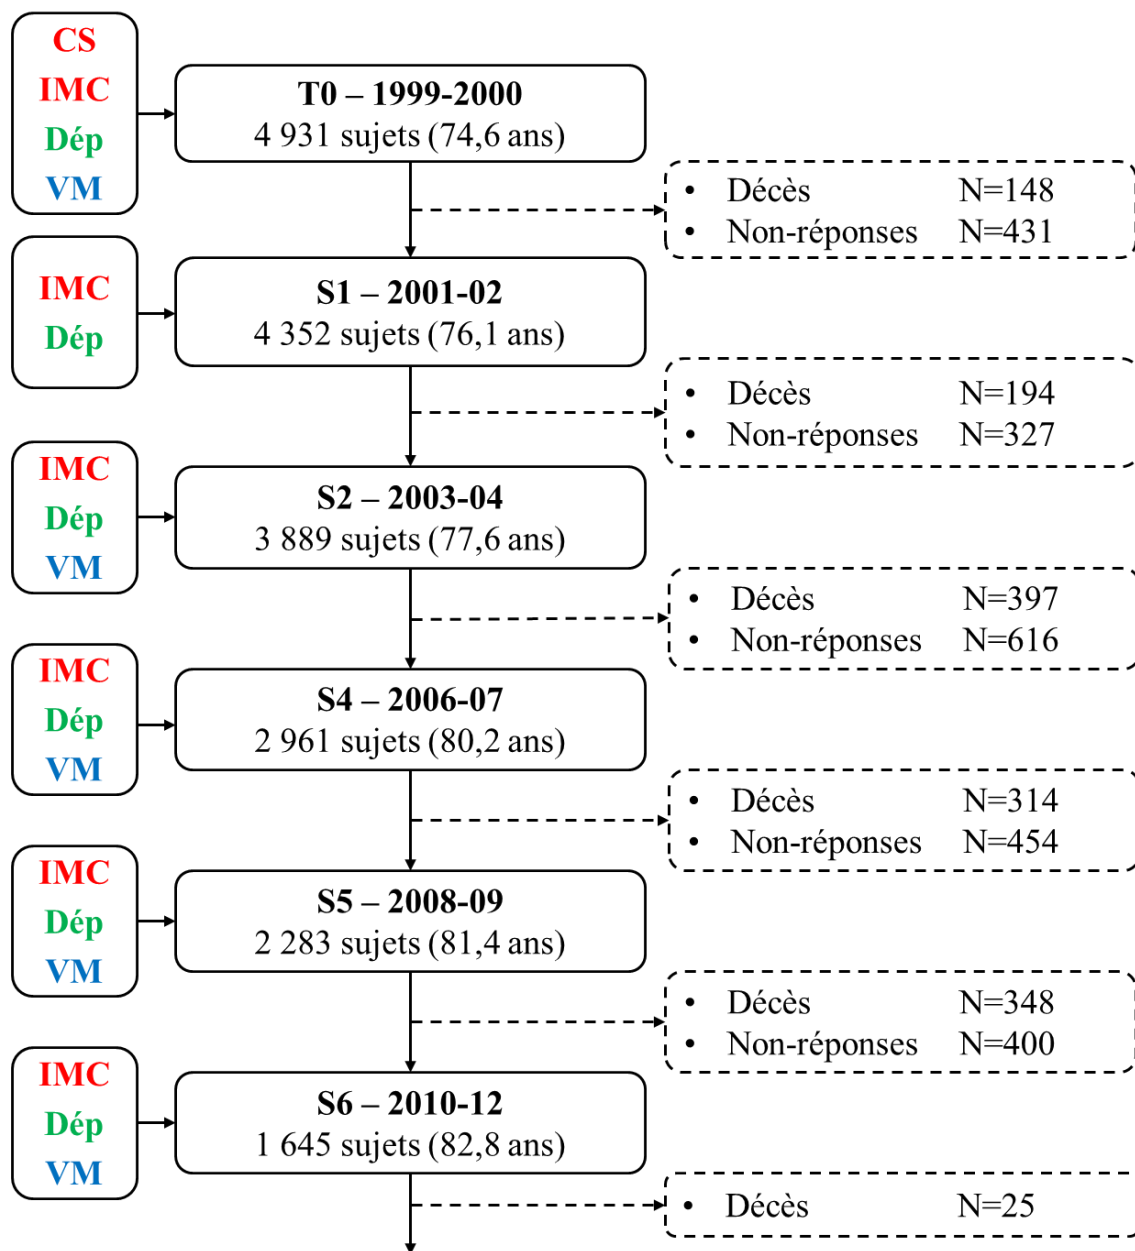 CS
IMC
Dép
VM
T0 – 1999-2000
4 931 sujets (74,6 ans)
• Décès N=148
• Non-réponses N=431
IMC
Dép
S1 – 2001-02
4 352 sujets (76,1 ans)
• Décès N=194
• Non-réponses N=327
IMC
Dép
VM
S2 – 2003-04
3 889 sujets (77,6 ans)
• Décès N=397
• Non-réponses N=616
IMC
Dép
VM
S4 – 2006-07
2 961 sujets (80,2 ans)
• Décès N=314
• Non-réponses N=454
IMC
Dép
VM
S5 – 2008-09
2 283 sujets (81,4 ans)
• Décès N=348
• Non-réponses N=400
IMC
Dép
VM
S6 – 2010-12
1 645 sujets (82,8 ans)
• Décès N=25